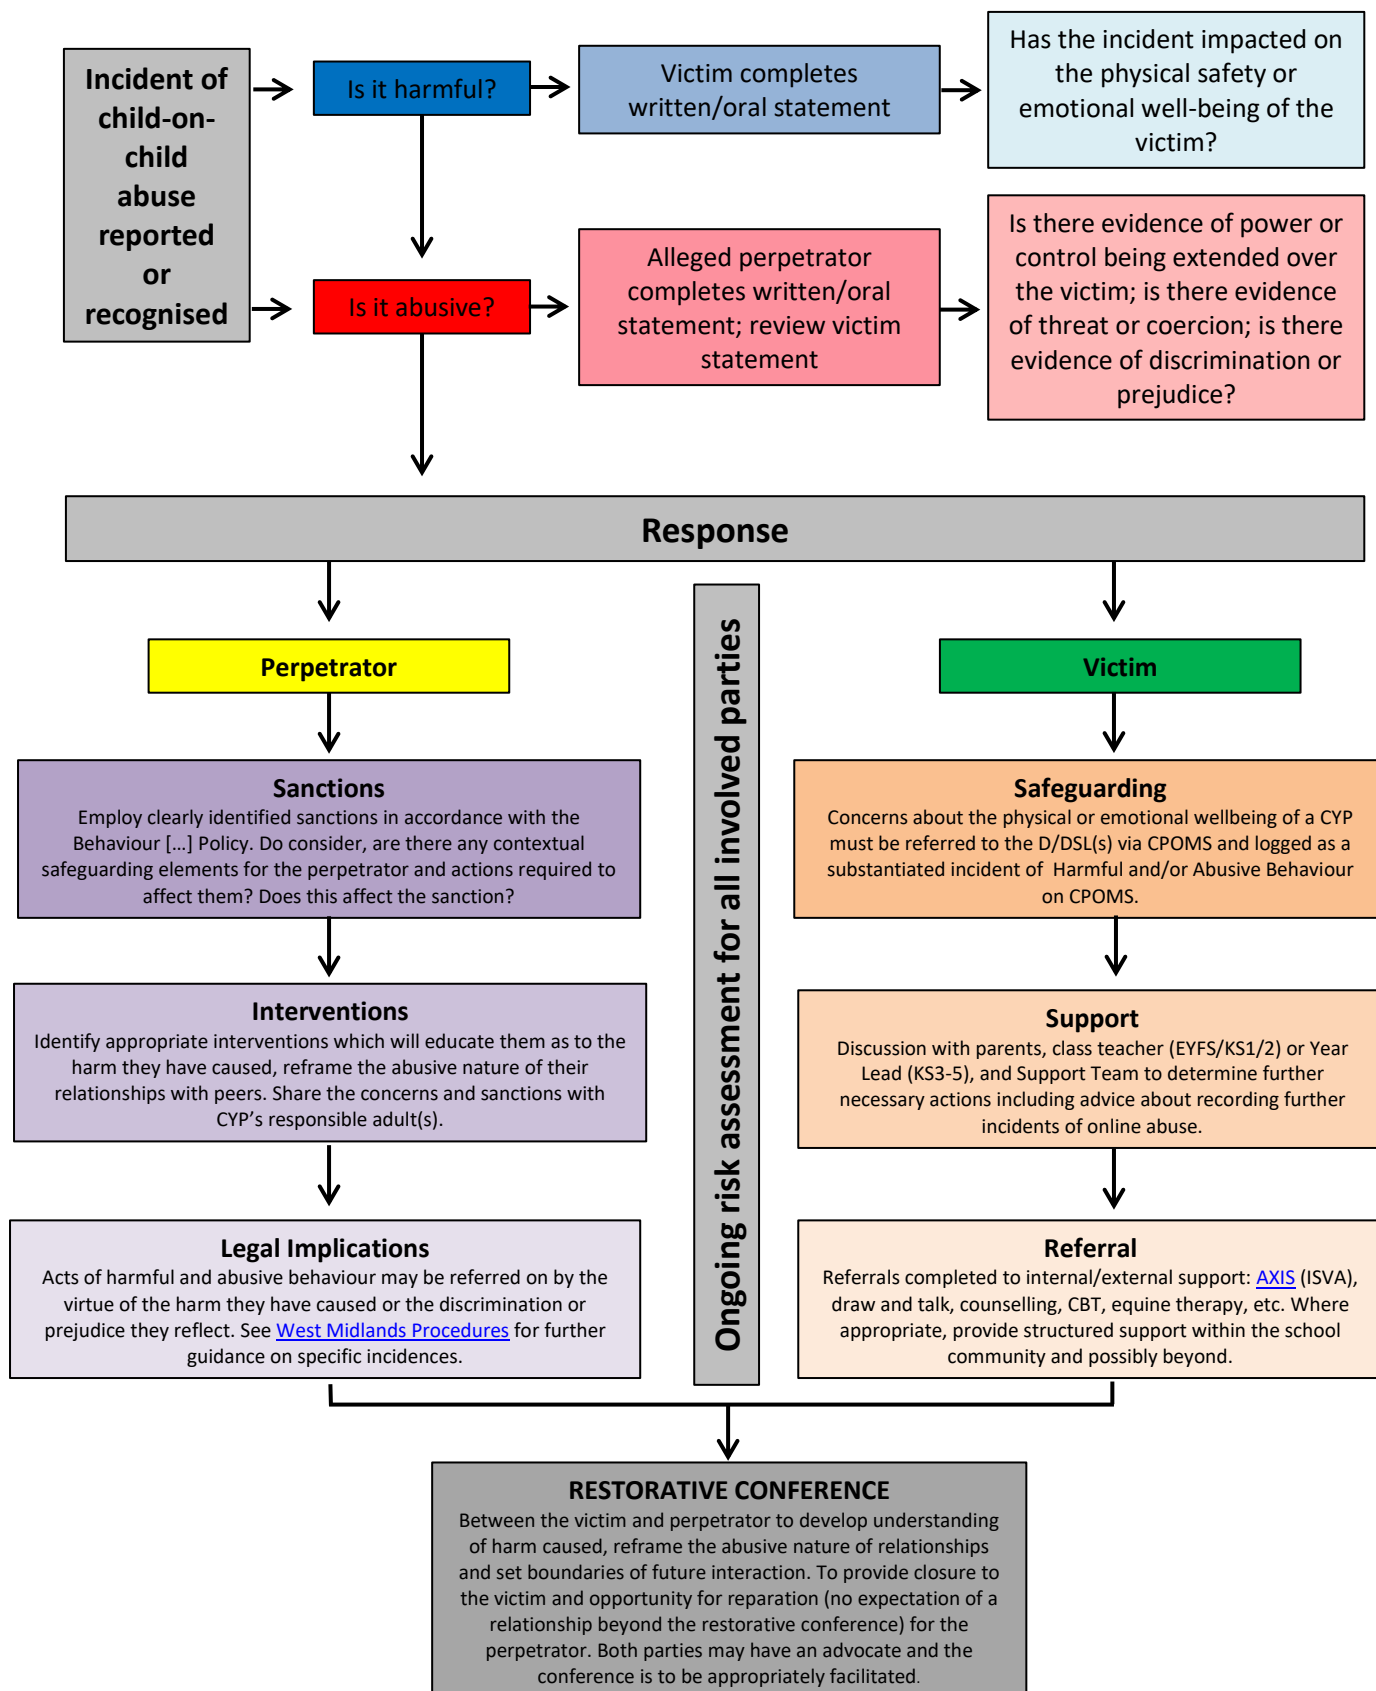 Incident of
child-on-
child
abuse
reported
or
recognised
Is it harmful?
Victim completes
written/oral statement
Has the incident impacted on
the physical safety or
emotional well-being of the
victim?
Is it abusive?
Alleged perpetrator
completes written/oral
statement; review victim
statement
Is there evidence of power or
control being extended over
the victim; is there evidence
of threat or coercion; is there
evidence of discrimination or
prejudice?
Response
Perpetrator
Sanctions
Employ clearly identified sanctions in accordance with the
Behaviour [...] Policy. Do consider, are there any contextual
safeguarding elements for the perpetrator and actions required to
affect them? Does this affect the sanction?
Interventions
Identify appropriate interventions which will educate them as to the
harm they have caused, reframe the abusive nature of their
relationships with peers. Share the concerns and sanctions with
CYP's responsible adult(s).
Legal Implications
Acts of harmful and abusive behaviour may be referred on by the
virtue of the harm they have caused or the discrimination or
prejudice they reflect. See West Midlands Procedures for further
guidance on specific incidences.
Ongoing risk assessment for all involved parties
Victim
Safeguarding
Concerns about the physical or emotional wellbeing of a CYP
must be referred to the D/DSL(s) via CPOMS and logged as a
substantiated incident of  Harmful and/or Abusive Behaviour
on CPOMS.
Support
Discussion with parents, class teacher (EYFS/KS1/2) or Year
Lead (KS3-5), and Support Team to determine further
necessary actions including advice about recording further
incidents of online abuse.
Referral
Referrals completed to internal/external support: AXIS (ISVA),
draw and talk, counselling, CBT, equine therapy, etc. Where
appropriate, provide structured support within the school
community and possibly beyond.
RESTORATIVE CONFERENCE
Between the victim and perpetrator to develop understanding
of harm caused, reframe the abusive nature of relationships
and set boundaries of future interaction. To provide closure to
the victim and opportunity for reparation (no expectation of a
relationship beyond the restorative conference) for the
perpetrator. Both parties may have an advocate and the
conference is to be appropriately facilitated.